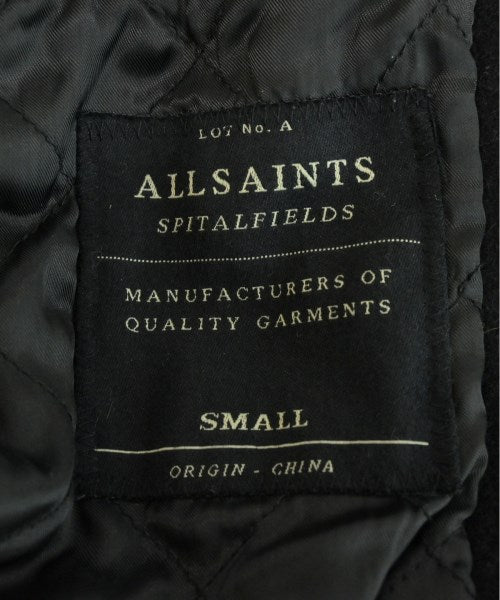 LOT No. A
ALLSAINTS
SPITALFIELDS
MANUFACTURERS OF
QUALITY GARMENTS
SMALL
ORIGIN - CHINA